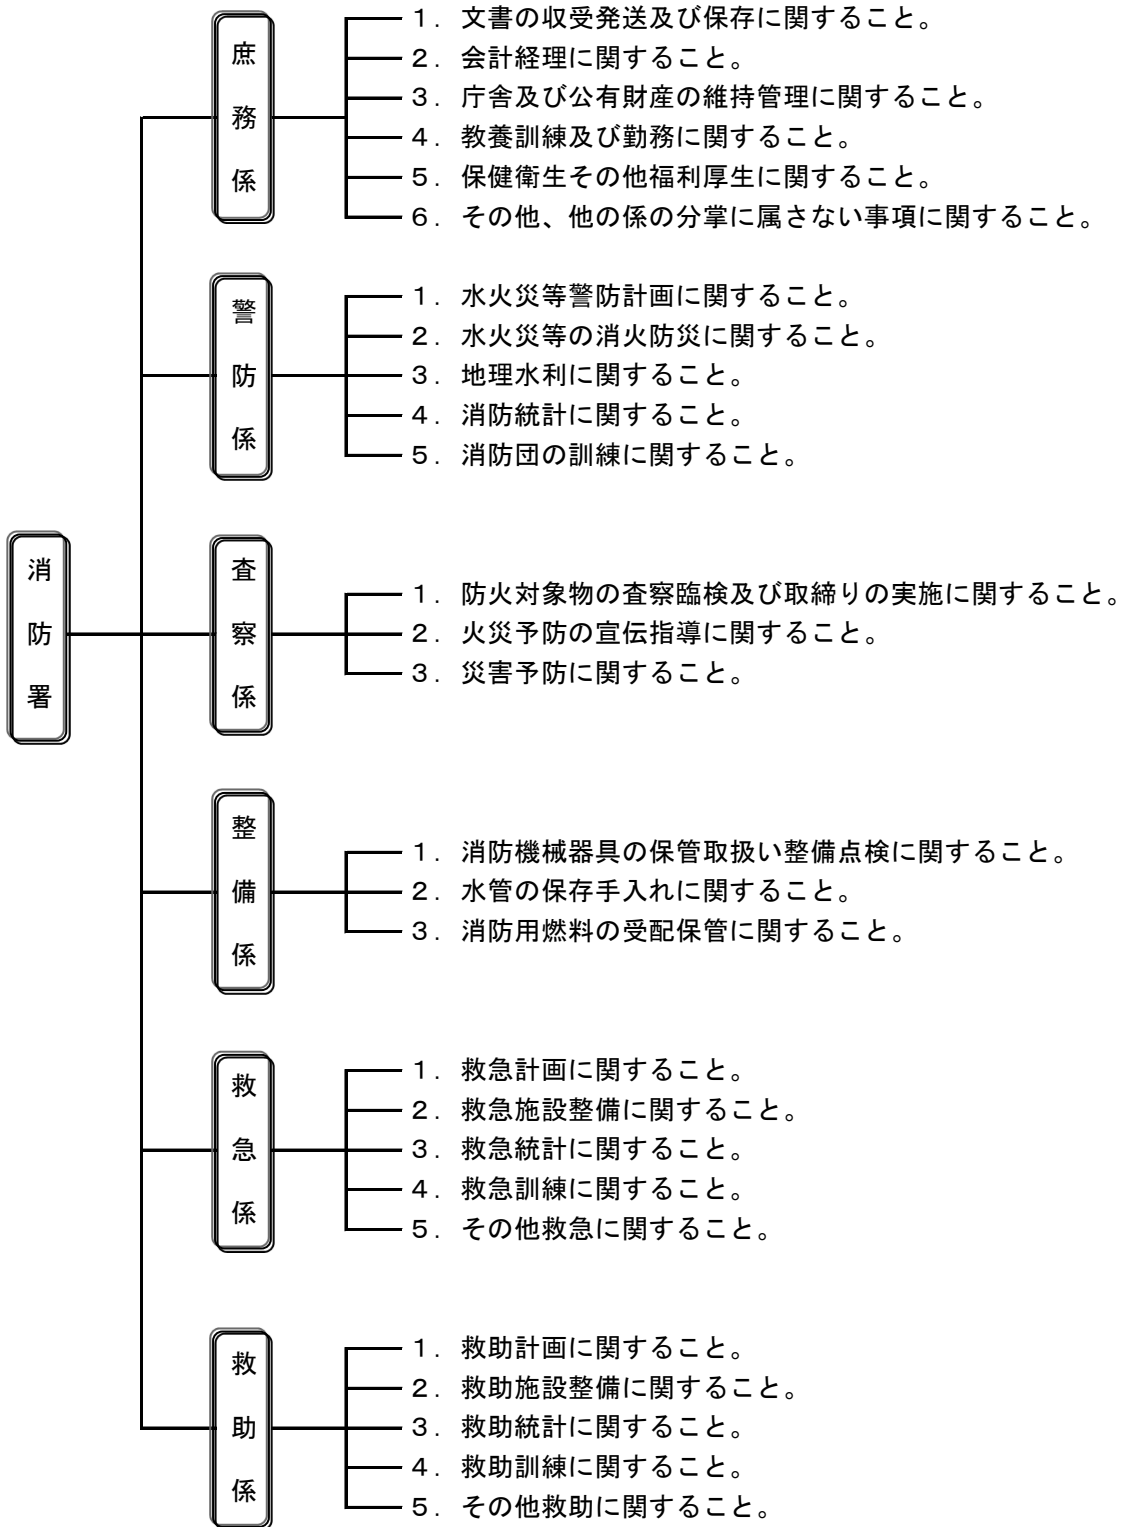 消防署
庶務係
１．文書の収受発送及び保存に関すること。
２．会計経理に関すること。
３．庁舎及び公有財産の維持管理に関すること。
４．教養訓練及び勤務に関すること。
５．保健衛生その他福利厚生に関すること。
６．その他、他の係の分掌に属さない事項に関すること。
警防係
１．水火災等警防計画に関すること。
２．水火災等の消火防災に関すること。
３．地理水利に関すること。
４．消防統計に関すること。
５．消防団の訓練に関すること。
査察係
１．防火対象物の査察臨検及び取締りの実施に関すること。
２．火災予防の宣伝指導に関すること。
３．災害予防に関すること。
整備係
１．消防機械器具の保管取扱い整備点検に関すること。
２．水管の保存手入れに関すること。
３．消防用燃料の受配保管に関すること。
救急係
１．救急計画に関すること。
２．救急施設整備に関すること。
３．救急統計に関すること。
４．救急訓練に関すること。
５．その他救急に関すること。
救助係
１．救助計画に関すること。
２．救助施設整備に関すること。
３．救助統計に関すること。
４．救助訓練に関すること。
５．その他救助に関すること。